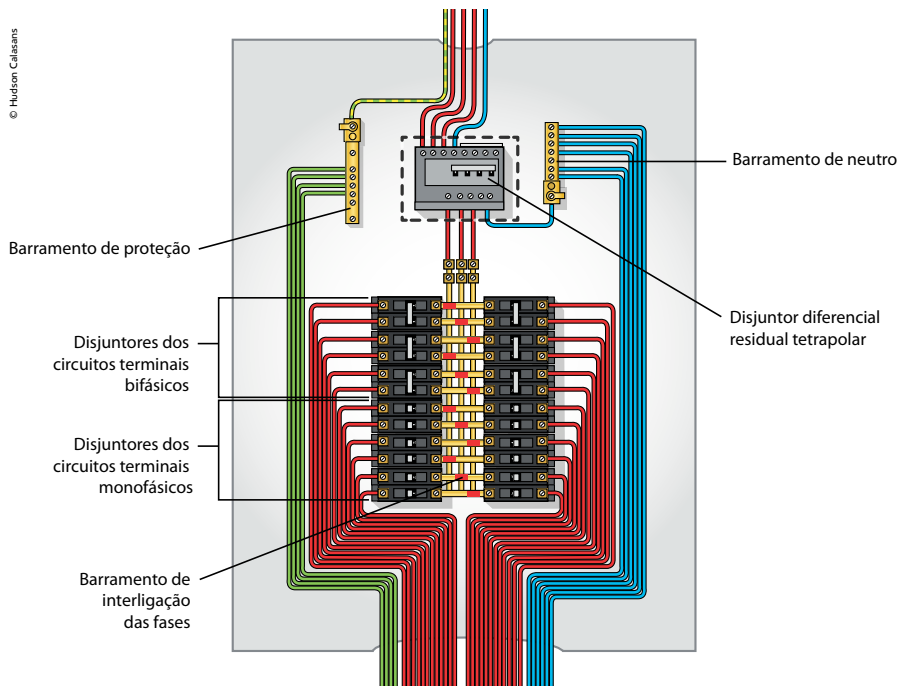 © Hudson Calasans
Barramento de neutro
Barramento de proteção
Disjuntor diferencial
residual tetrapolar
Disjuntores dos
circuitos terminais
bifásicos
Disjuntores dos
circuitos terminais
monofásicos
Barramento de
interligação
das fases